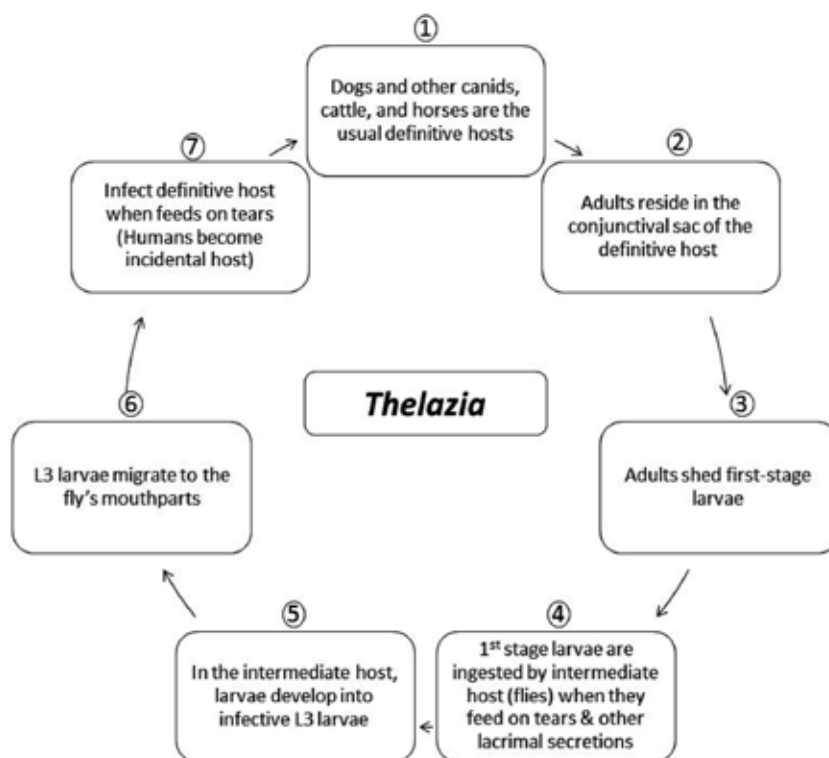 ①
Dogs and other canids,
cattle, and horses are the
usual definitive hosts
②
Adults reside in the
conjunctival sac of the
definitive host
③
Adults shed first-stage
larvae
④
1st stage larvae are
ingested by intermediate
host (flies) when they
feed on tears & other
lacrimal secretions
⑤
In the intermediate host,
larvae develop into
infective L3 larvae
⑥
L3 larvae migrate to the
fly's mouthparts
⑦
Infect definitive host
when feeds on tears
(Humans become
incidental host)
Thelazia